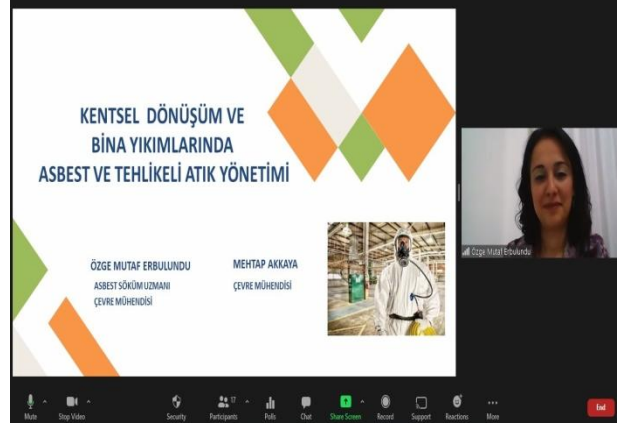 KENTSEL DÖNÜŞÜM VE
BİNA YIKIMLARINDA
ASBEST VE TEHLİKELİ ATIK YÖNETİMİ
ÖZGE MUTAF ERBULUNDU
ASBEST SÖKÜM UZMANI
ÇEVRE MÜHENDİSİ
MEHTAP AKKAYA
ÇEVRE MÜHENDİSİ
Özge Mutaf Erbulundu
Mute
Stop Video
Security
Participants
17
Polls
Chat
Share Screen
Record
Support
Reactions
More
End